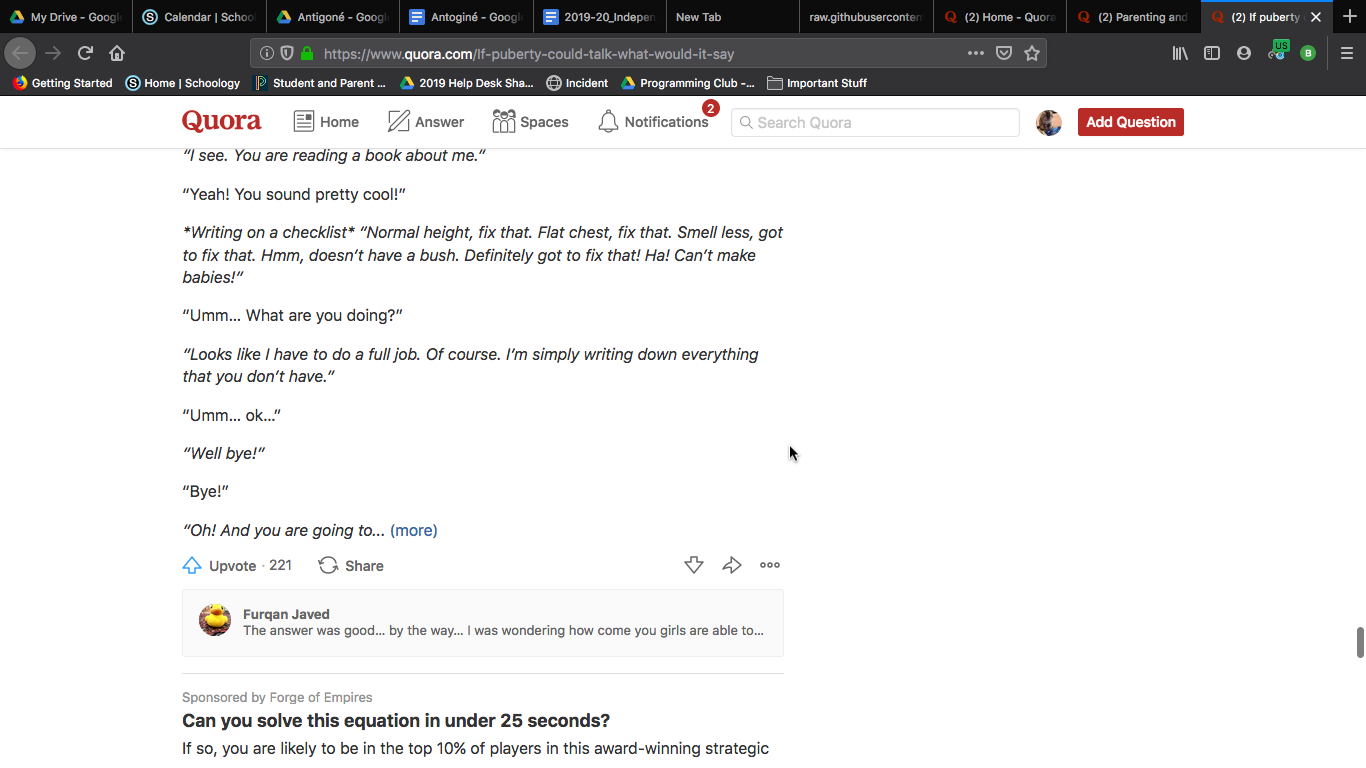 My Drive - Googl
Calendar | School
Antigoné - Googl
Antoginé - Googl
2019-20_Indepen
New Tab
raw.githubusercontent
(2) Home - Quora
(2) Parenting and
(2) If puberty
https://www.quora.com/If-puberty-could-talk-what-would-it-say
US
B
Getting Started
Home | Schoology
Student and Parent ...
2019 Help Desk Sha...
Incident
Programming Club -...
Important Stuff
Quora
Home
Answer
Spaces
Notifications
2
Search Quora
Add Question
“I see. You are reading a book about me.”
“Yeah! You sound pretty cool!”
*Writing on a checklist* “Normal height, fix that. Flat chest, fix that. Smell less, got
to fix that. Hmm, doesn’t have a bush. Definitely got to fix that! Ha! Can’t make
babies!”
“Umm... What are you doing?”
“Looks like I have to do a full job. Of course. I’m simply writing down everything
that you don’t have.”
“Umm... ok...”
“Well bye!”
“Bye!”
“Oh! And you are going to... (more)
Upvote · 221
Share
Furqan Javed
The answer was good... by the way... I was wondering how come you girls are able to...
Sponsored by Forge of Empires
Can you solve this equation in under 25 seconds?
If so, you are likely to be in the top 10% of players in this award-winning strategic